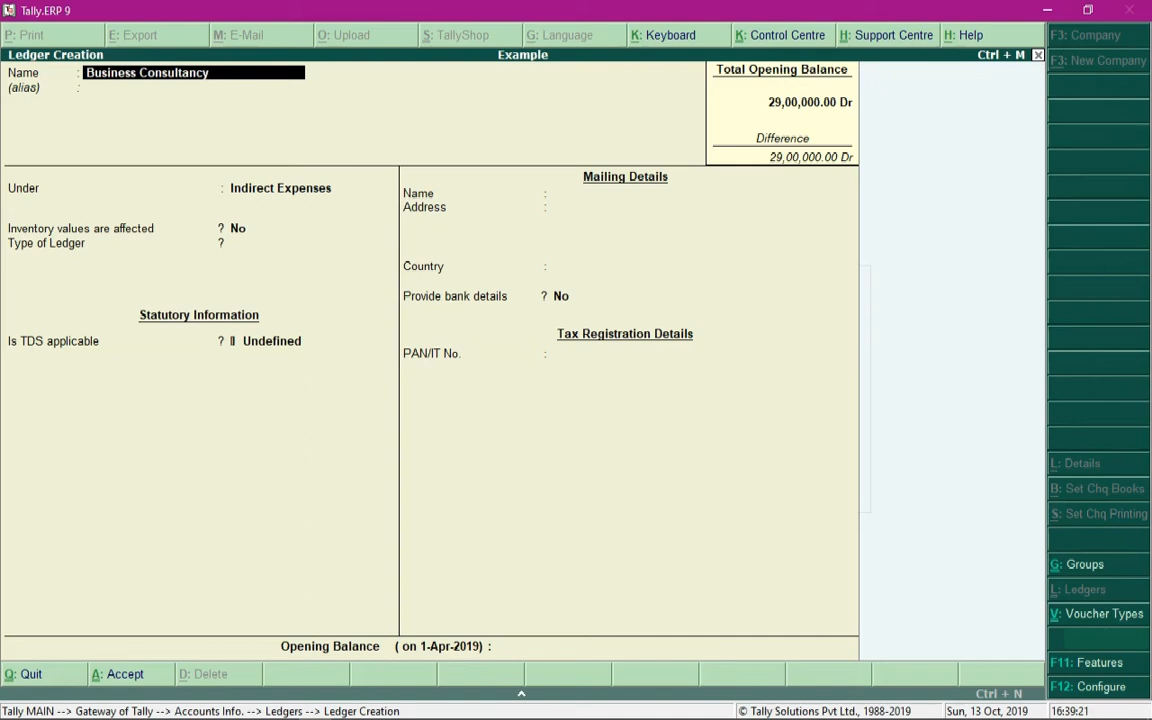 Tally.ERP 9
P: Print E: Export M: E-Mail O: Upload S: TallyShop G: Language K: Keyboard K: Control Centre H: Support Centre H: Help
F3: Company
Ledger Creation Example Ctrl + M
F3: New Company
Name : Business Consultancy
(alias) :
Total Opening Balance
29,00,000.00 Dr
Difference
29,00,000.00 Dr
Under : Indirect Expenses
Inventory values are affected ? No
Type of Ledger ?
Statutory Information
Is TDS applicable ? Undefined
Mailing Details
Name :
Address :
Country :
Provide bank details ? No
Tax Registration Details
PAN/IT No. :
L: Details
B: Set Chq Books
S: Set Chq Printing
G: Groups
L: Ledgers
V: Voucher Types
F11: Features
F12: Configure
Opening Balance ( on 1-Apr-2019) :
Q: Quit A: Accept D: Delete
Ctrl + N
Tally MAIN --> Gateway of Tally --> Accounts Info. --> Ledgers --> Ledger Creation © Tally Solutions Pvt Ltd., 1988-2019 Sun, 13 Oct, 2019 16:39:21